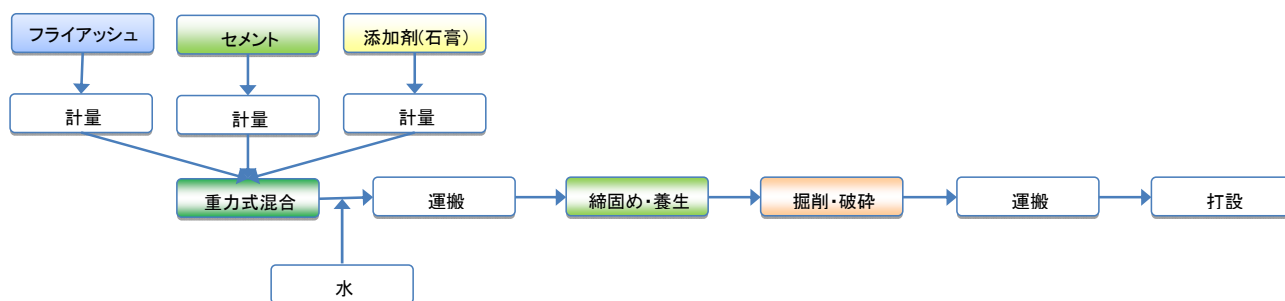 フライアッシュ
セメント
添加剤(石膏）
計量
計量
計量
重力式混合
運搬
締固め・養生
掘削・破砕
運搬
打設
水